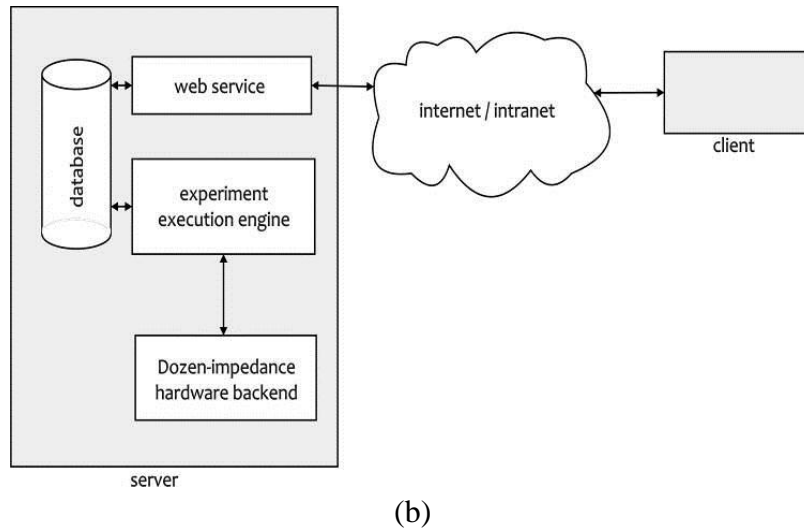 web service
database
experiment
execution engine
Dozen-impedance
hardware backend
server
internet / intranet
client
(b)